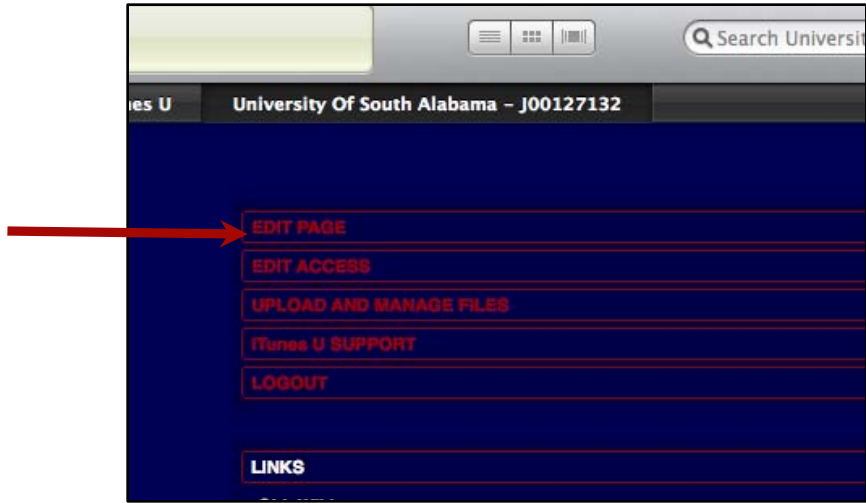 Search Universit
nes U
University Of South Alabama – J00127132
EDIT PAGE
EDIT ACCESS
UPLOAD AND MANAGE FILES
iTunes U SUPPORT
LOGOUT
LINKS